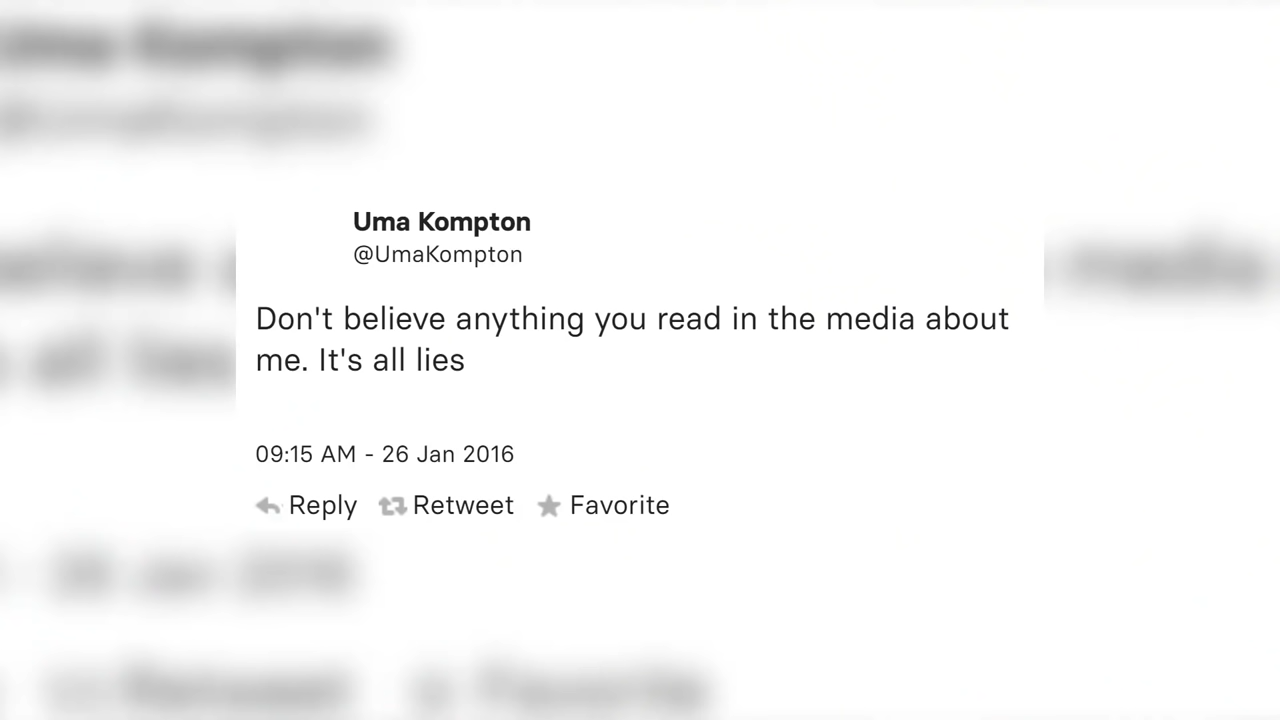 Uma Kompton
@UmaKompton
Don't believe anything you read in the media about
me. It's all lies
09:15 AM - 26 Jan 2016
Reply Retweet Favorite